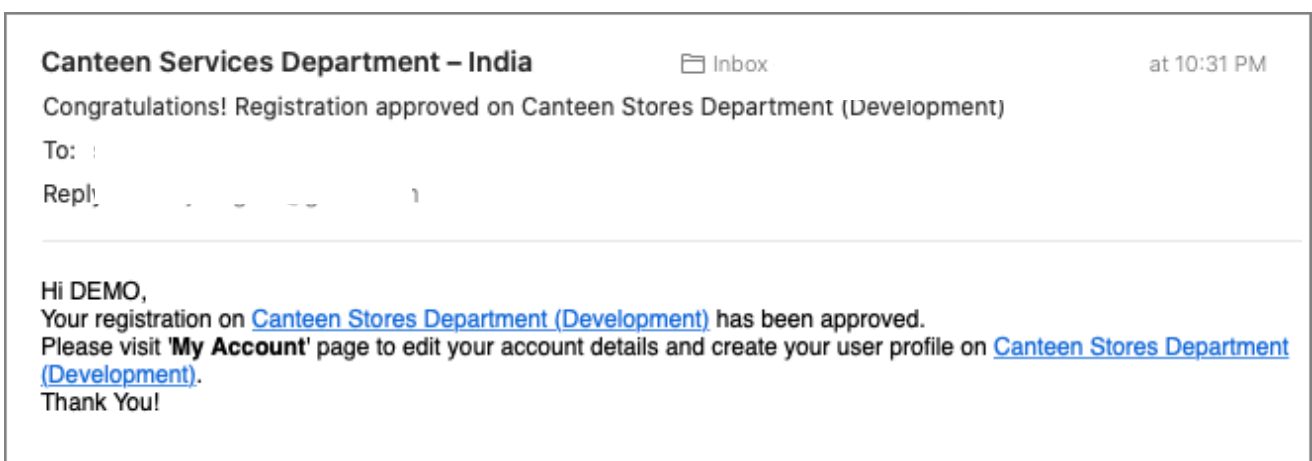 Canteen Services Department – India Inbox at 10:31 PM
Congratulations! Registration approved on Canteen Stores Department (Development)
To:
Reply
Hi DEMO,
Your registration on Canteen Stores Department (Development) has been approved.
Please visit 'My Account' page to edit your account details and create your user profile on Canteen Stores Department
(Development).
Thank You!